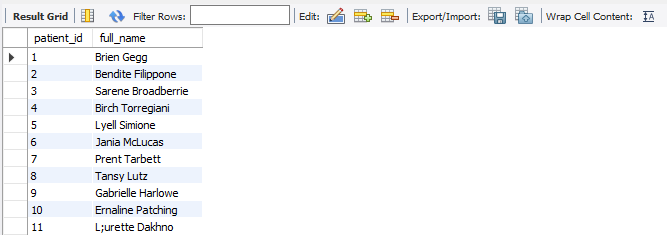 Result Grid Filter Rows: Edit: Export/Import: Wrap Cell Content: IA
patient_id full_name
1 Brien Gegg
2 Bendite Filippone
3 Sarene Broadberrie
4 Birch Torregiani
5 Lyell Simione
6 Jania McLucas
7 Prent Tarbett
8 Tansy Lutz
9 Gabrielle Harlowe
10 Ernaline Patching
11 L;urette Dakhno